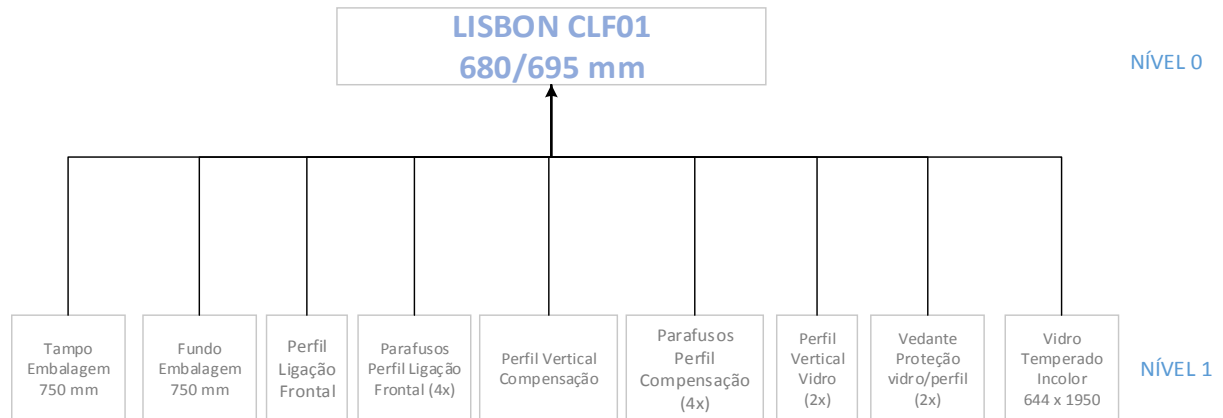 LISBON CLF01
680/695 mm
NÍVEL 0
Tampo
Embalagem
750 mm
Fundo
Embalagem
750 mm
Perfil
Ligação
Frontal
Parafusos
Perfil Ligação
Frontal (4x)
Perfil Vertical
Compensação
Parafusos
Perfil
Compensação
(4x)
Perfil
Vertical
Vidro
(2x)
Vedante
Proteção
vidro/perfil
(2x)
Vidro
Temperado
Incolor
644 x 1950
NÍVEL 1